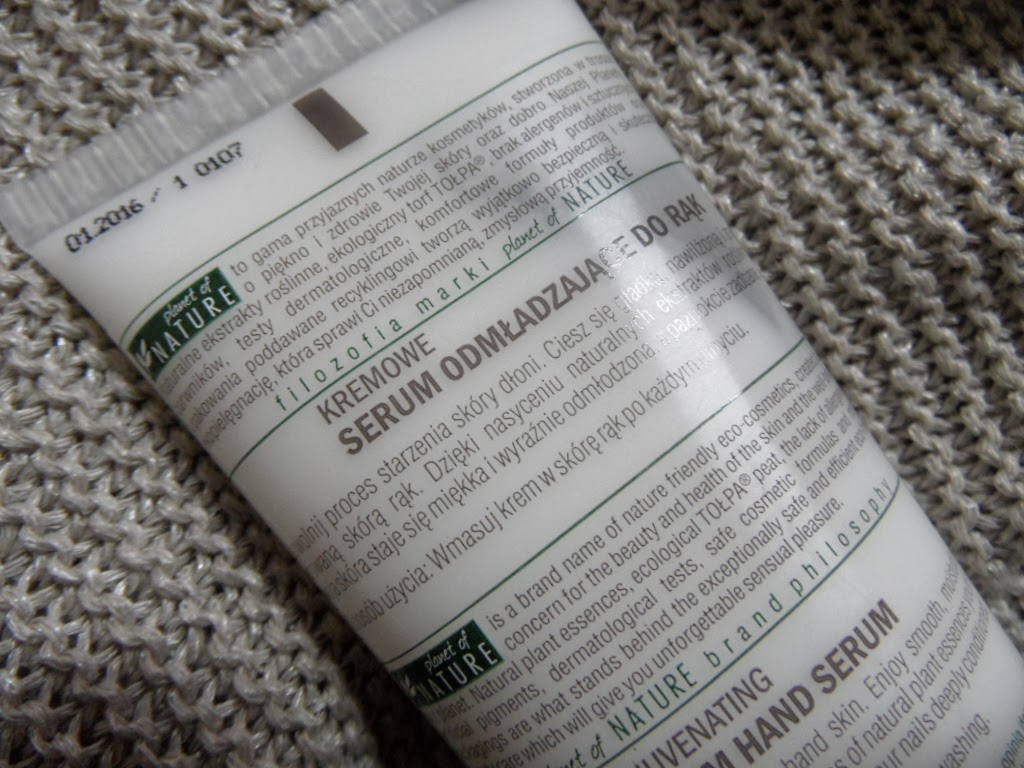 01.2016 1 0107
planet of
NATURE
to gama przyjaznych naturze kosmetyków, stworzona w
o piękno i zdrowie Twojej skóry oraz dobro Naszej
ekstrakty roślinne, ekologiczny torf TOŁPA® brak alergenów i
testy dermatologiczne, komfortowe formuły produktów
poddawane recyklingowi tworzą wyjątkowo bezpieczną i
która sprawi Ci niezapomnianą, zmysłową przyjemność.
filozofia marki planet of NATURE
KREMOWE
SERUM ODMŁADZAJĄCE DO RĄK
proces starzenia skóry dłoni. Ciesz się gładką, nawilżoną
skórą rąk. Dzięki nasyceniu naturalnych ekstraktów
skóra staje się miękka i wyraźnie odmłodzona, a paznokcie
użycia: Wmasuj krem w skórę rąk po każdym myciu.
planet of
NATURE
is a brand name of nature friendly eco-cosmetics,
concern for the beauty and health of the skin and the
Natural plant essences, ecological TOŁPA® peat, the lack of
pigments, dermatological tests, safe cosmetic formulas and
are what stands behind the exceptionally safe and efficient
which will give you unforgettable sensual pleasure.
planet of NATURE brand philosophy
HAND SERUM
hand skin. Enjoy smooth,
of natural plant essences
nails deeply
washing.